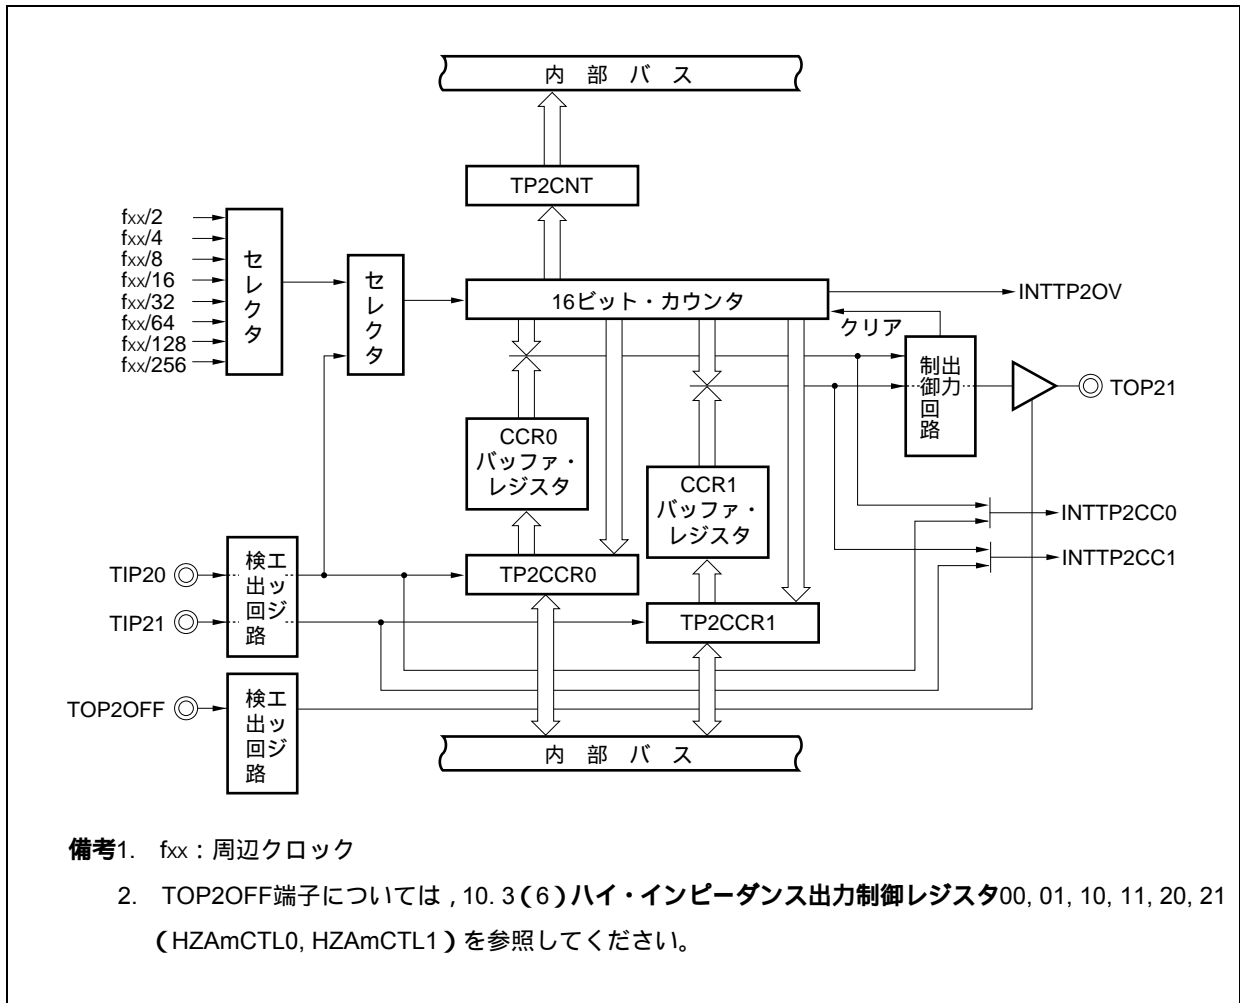 内 部 バ ス
TP2CNT
fxx/2
fxx/4
fxx/8
fxx/16
fxx/32
fxx/64
fxx/128
fxx/256
セレクタ
セレクタ
16ビット・カウンタ
INTTP2OV
クリア
出力制御回路
TOP21
CCR0
バッファ・
レジスタ
CCR1
バッファ・
レジスタ
INTTP2CC0
INTTP2CC1
TIP20
TIP21
エッジ検出回路
TP2CCR0
TP2CCR1
TOP2OFF
エッジ検出回路
内 部 バ ス
備考1. fxx：周辺クロック
2. TOP2OFF端子については，10. 3（6）ハイ・インピーダンス出力制御レジスタ00, 01, 10, 11, 20, 21
（HZAmCTL0, HZAmCTL1）を参照してください。